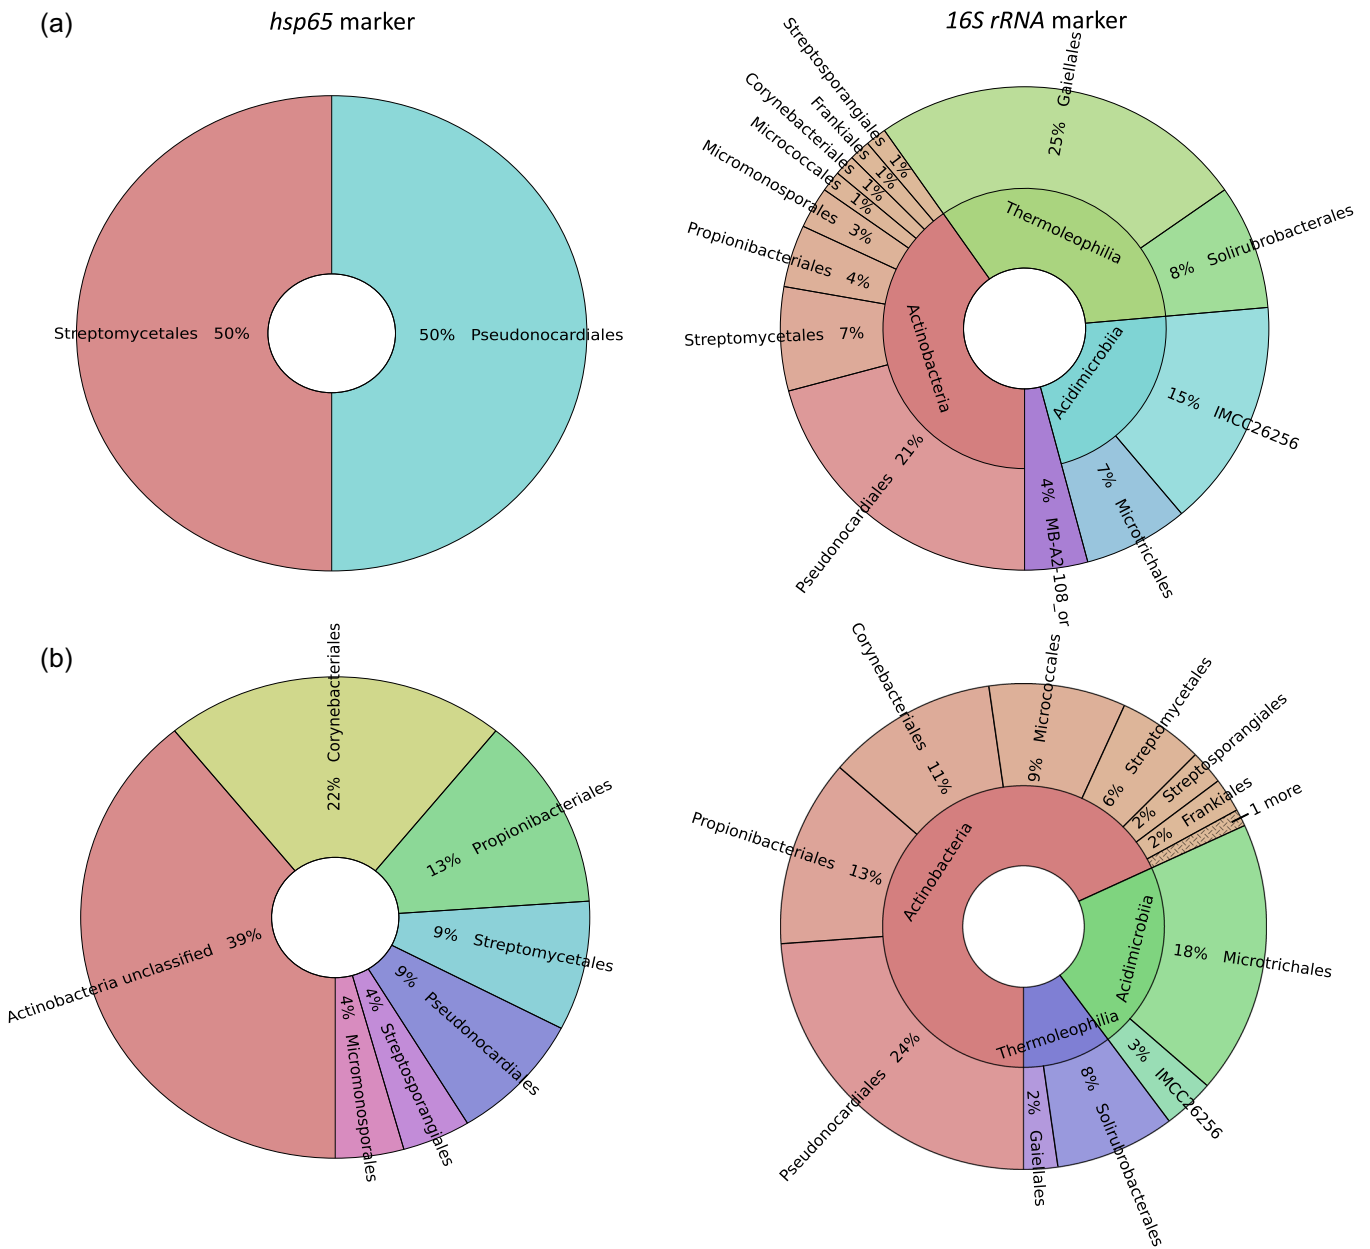 (a)
hsp65 marker
16S rRNA marker
Streptomycetales 50%
50% Pseudonocardiales
Streptosporangiales 1%
Frankiales 1%
Corynebacteriales 1%
Micrococcales 1%
Micromonosporales 3%
Propionibacteriales 4%
Streptomycetales 7%
Pseudonocardiales 21%
Actinobacteria
25% Gaiellales
Thermoleophilia
8% Solirubrobacterales
Acidimicrobiia
15% IMCC26256
7% Microtrichales
4% MB-A2-108_or
(b)
22% Corynebacteriales
13% Propionibacteriales
9% Streptomycetales
9% Pseudonocardiales
4% Streptosporangiales
4% Micromonosporales
Actinobacteria unclassified 39%
Corynebacteriales 11%
9% Micrococcales
6% Streptomycetales
2% Streptosporangiales
2% Frankiales
1 more
Propionibacteriales 13%
Actinobacteria
Pseudonocardiales 24%
Acidimicrobiia
18% Microtrichales
3% IMCC26256
Thermoleophilia
8% Solirubrobacterales
2% Gaiellales